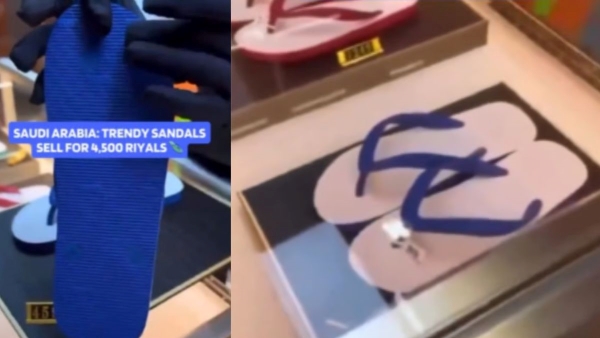 SAUDI ARABIA: TRENDY SANDALS
SELL FOR 4,500 RIYALS